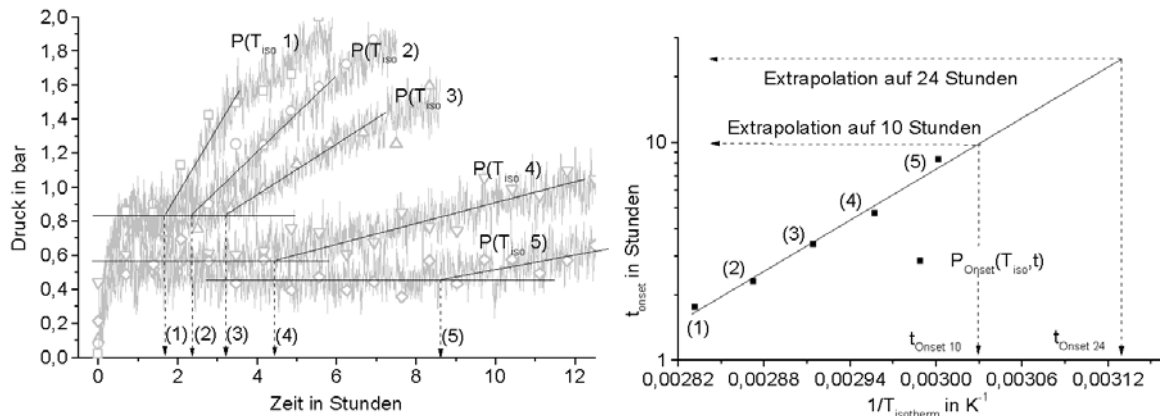 2,0
1,8
1,6
1,4
1,2
1,0
0,8
0,6
0,4
0,2
0,0
Druck in bar
P(Tiso 1)
P(Tiso 2)
P(Tiso 3)
P(Tiso 4)
P(Tiso 5)
(1) (2) (3) (4) (5)
0 2 4 6 8 10 12
Zeit in Stunden
tonset in Stunden
10
1
Extrapolation auf 24 Stunden
Extrapolation auf 10 Stunden
(5)
(4)
(3)
(2)
(1)
POnset(Tiso,t)
tOnset 10
tOnset 24
0,00282 0,00288 0,00294 0,00300 0,00306 0,00312
1/Tisotherm in K-1